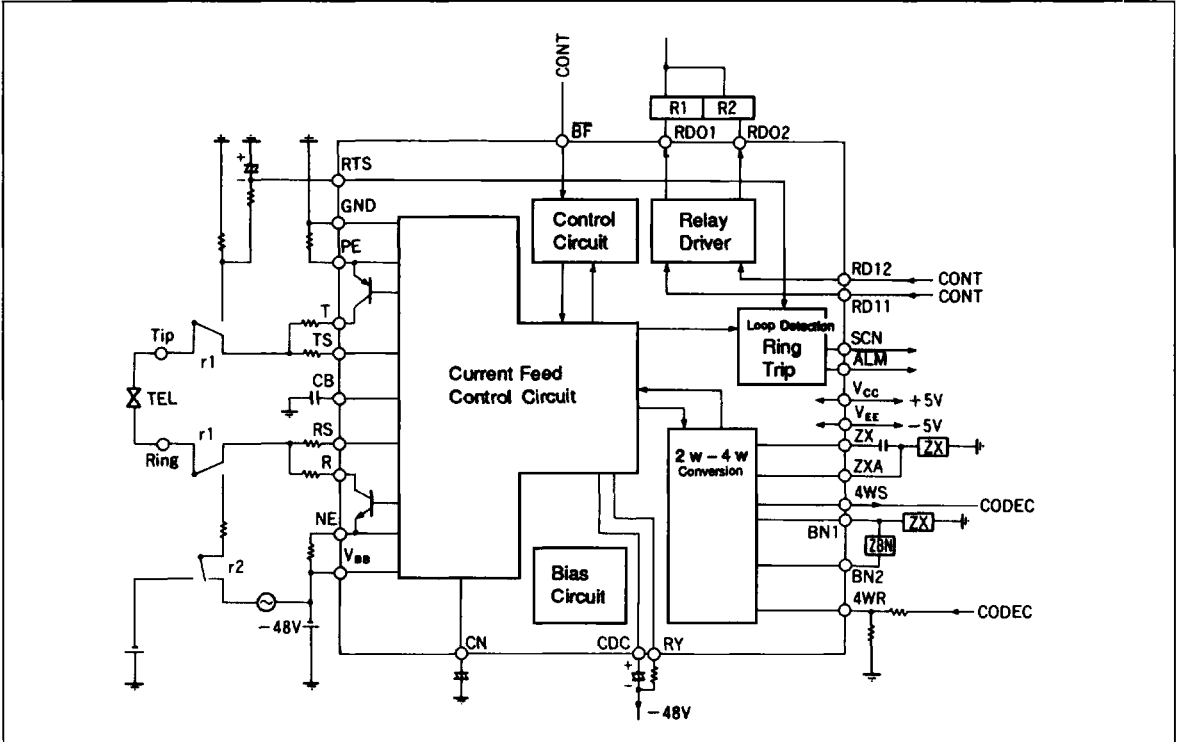 CONT
R1 R2
BF
RDO1
RDO2
RTS
GND
PE
Control
Circuit
Relay
Driver
RD12
CONT
RD11
CONT
T
TS
Tip
r1
Loop Detection
Ring
Trip
SCN
ALM
CB
TEL
Current Feed
Control Circuit
VCC
+5V
VEE
-5V
RS
r1
Ring
R
2w-4w
Conversion
ZX
ZX
ZXA
4WS
CODEC
NE
BN1
ZX
ZBN
VBB
r2
Bias
Circuit
BN2
4WR
CODEC
-48V
CN
CDC
RY
+
-
+
-
-48V